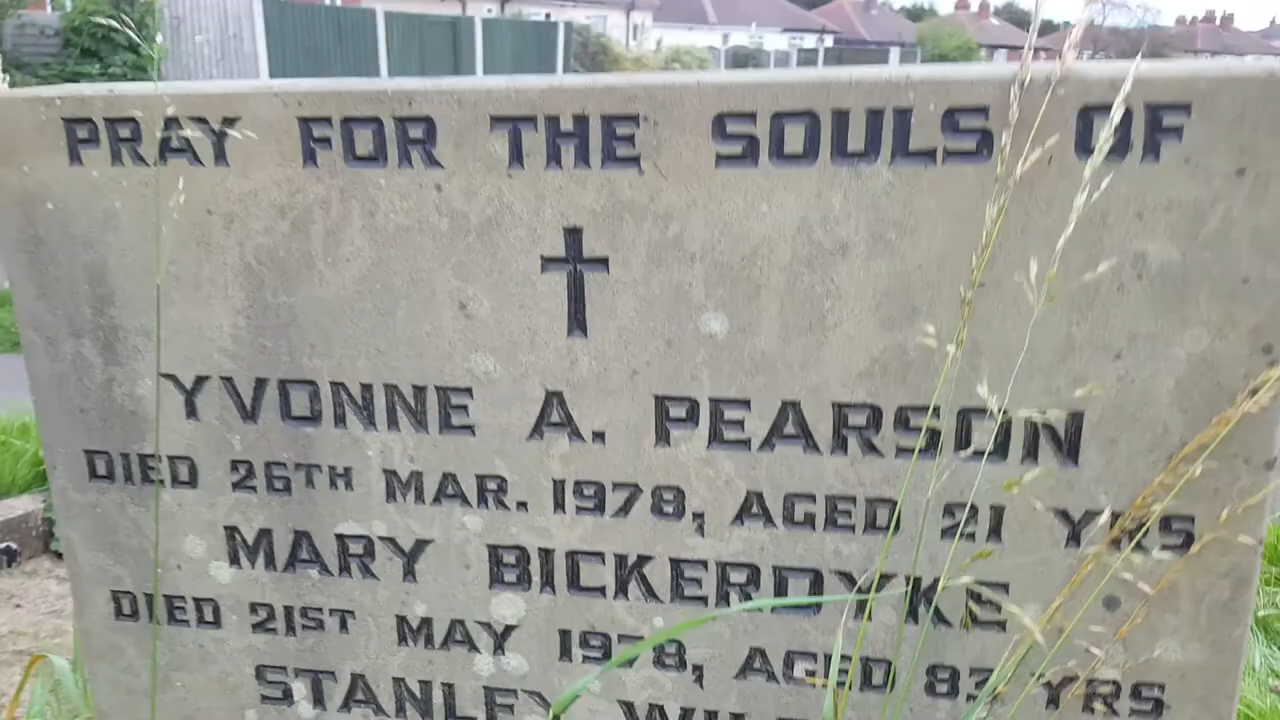 PRAY FOR THE SOULS OF
YVONNE A. PEARSON
DIED 26TH MAR. 1978, AGED 21 YRS
MARY BICKERDYKE
DIED 21ST MAY 1978, AGED 83 YRS
STANLEY